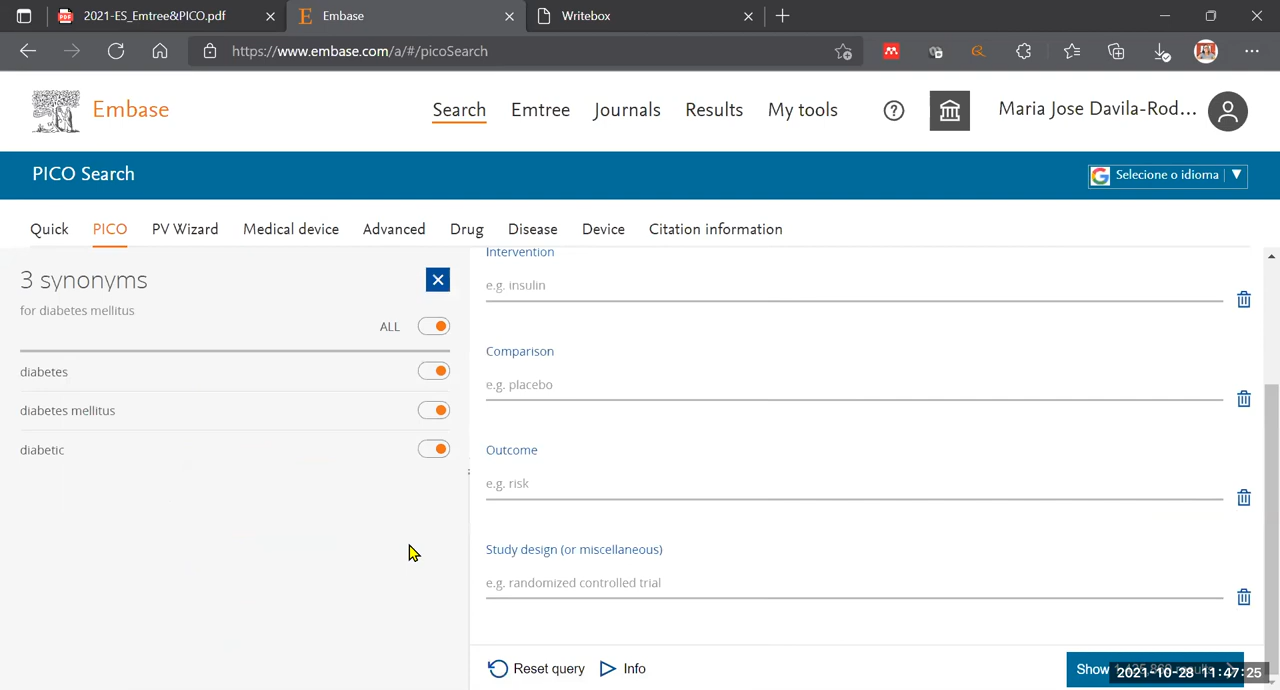 2021-ES_Emtree&PICO.pdf
Embase
Writebox
https://www.embase.com/a/#/picoSearch
Embase
Search
Emtree
Journals
Results
My tools
Maria Jose Davila-Rod...
PICO Search
Selecione o idioma
Quick
PICO
PV Wizard
Medical device
Advanced
Drug
Disease
Device
Citation information
3 synonyms
for diabetes mellitus
ALL
diabetes
diabetes mellitus
diabetic
Intervention
e.g. insulin
Comparison
e.g. placebo
Outcome
e.g. risk
Study design (or miscellaneous)
e.g. randomized controlled trial
Reset query
Info
Show
2021-10-28 11:47:25